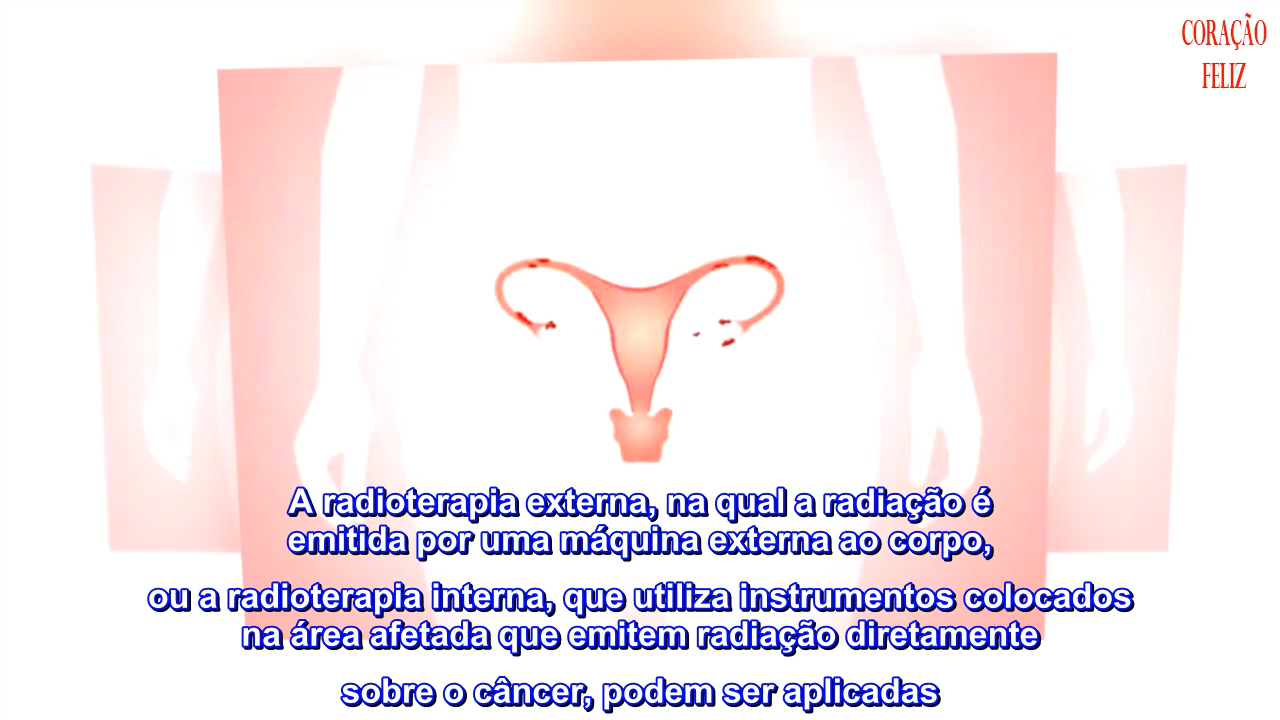 CORAÇÃO
FELIZ
A radioterapia externa, na qual a radiação é
emitida por uma máquina externa ao corpo,
ou a radioterapia interna, que utiliza instrumentos colocados
na área afetada que emitem radiação diretamente
sobre o câncer, podem ser aplicadas